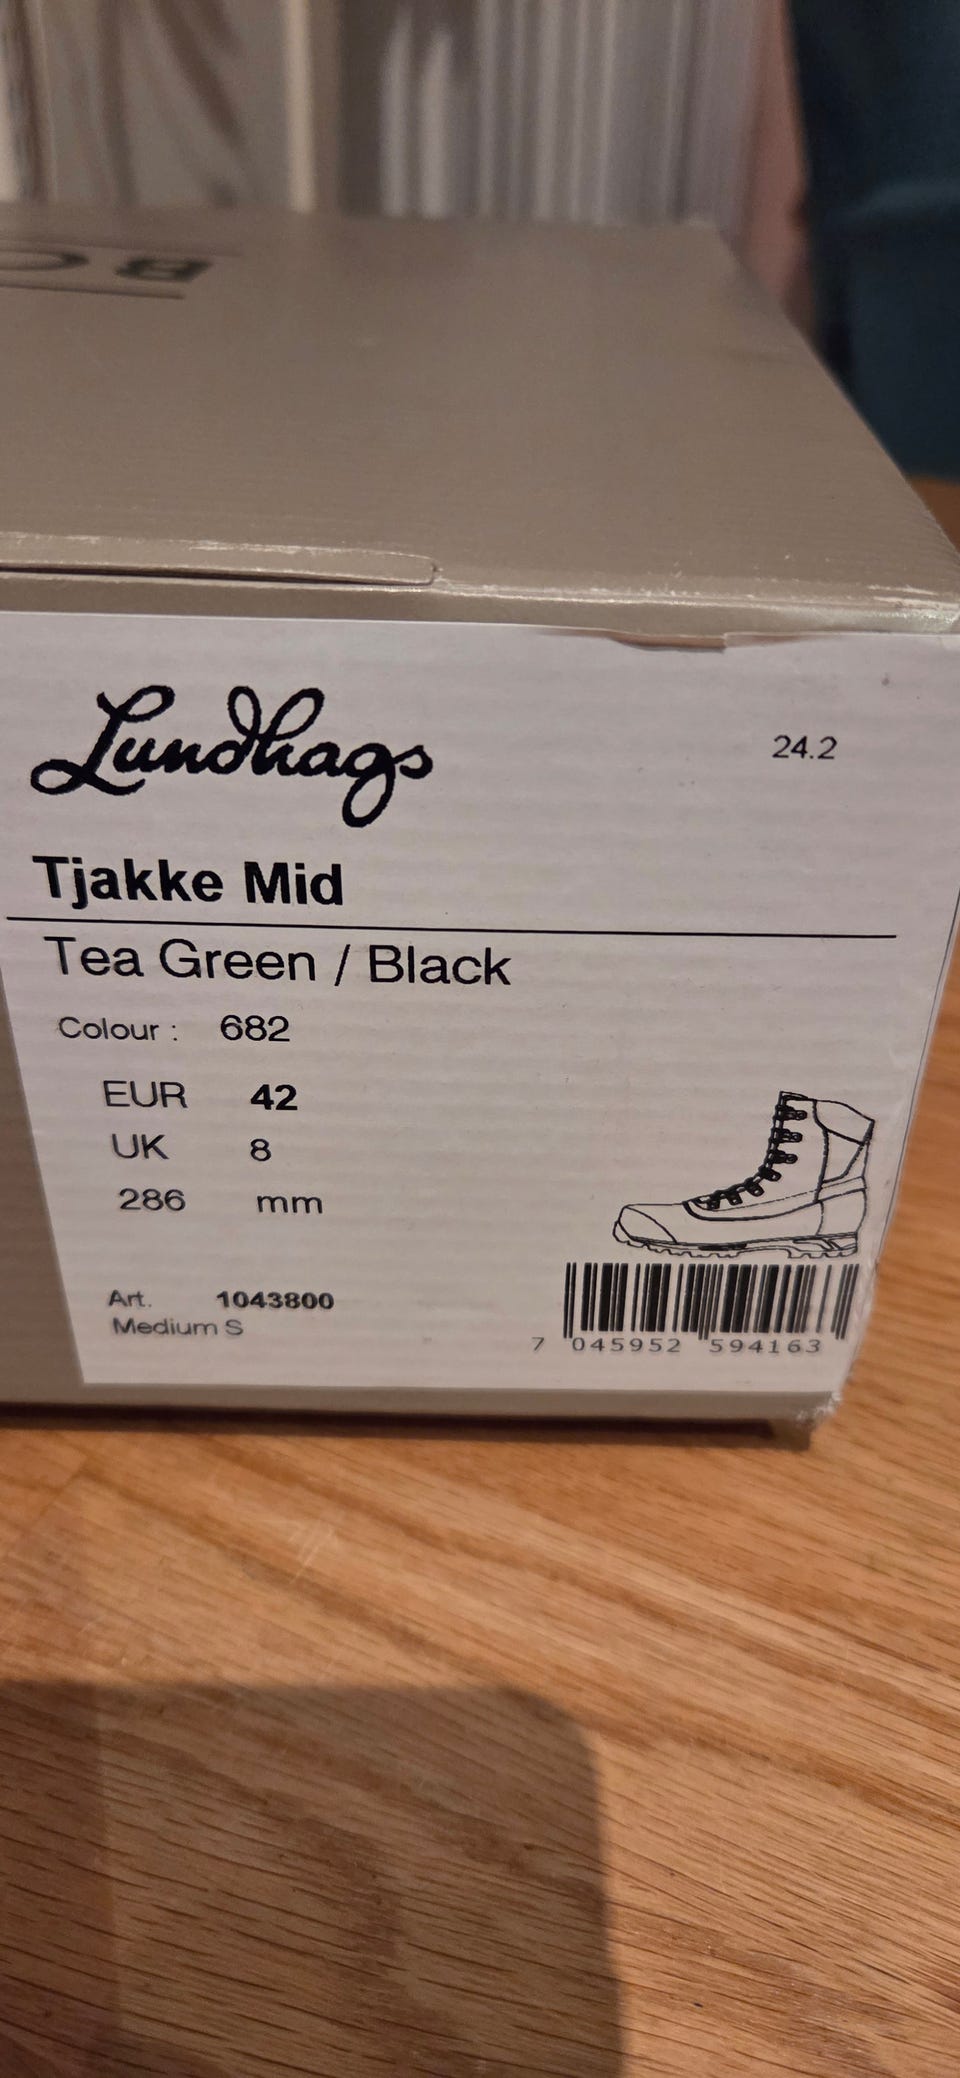 Lundhags
24.2
Tjakke Mid
Tea Green / Black
Colour : 682
EUR 42
UK 8
286 mm
Art. 1043800
Medium S
7 045952 594163